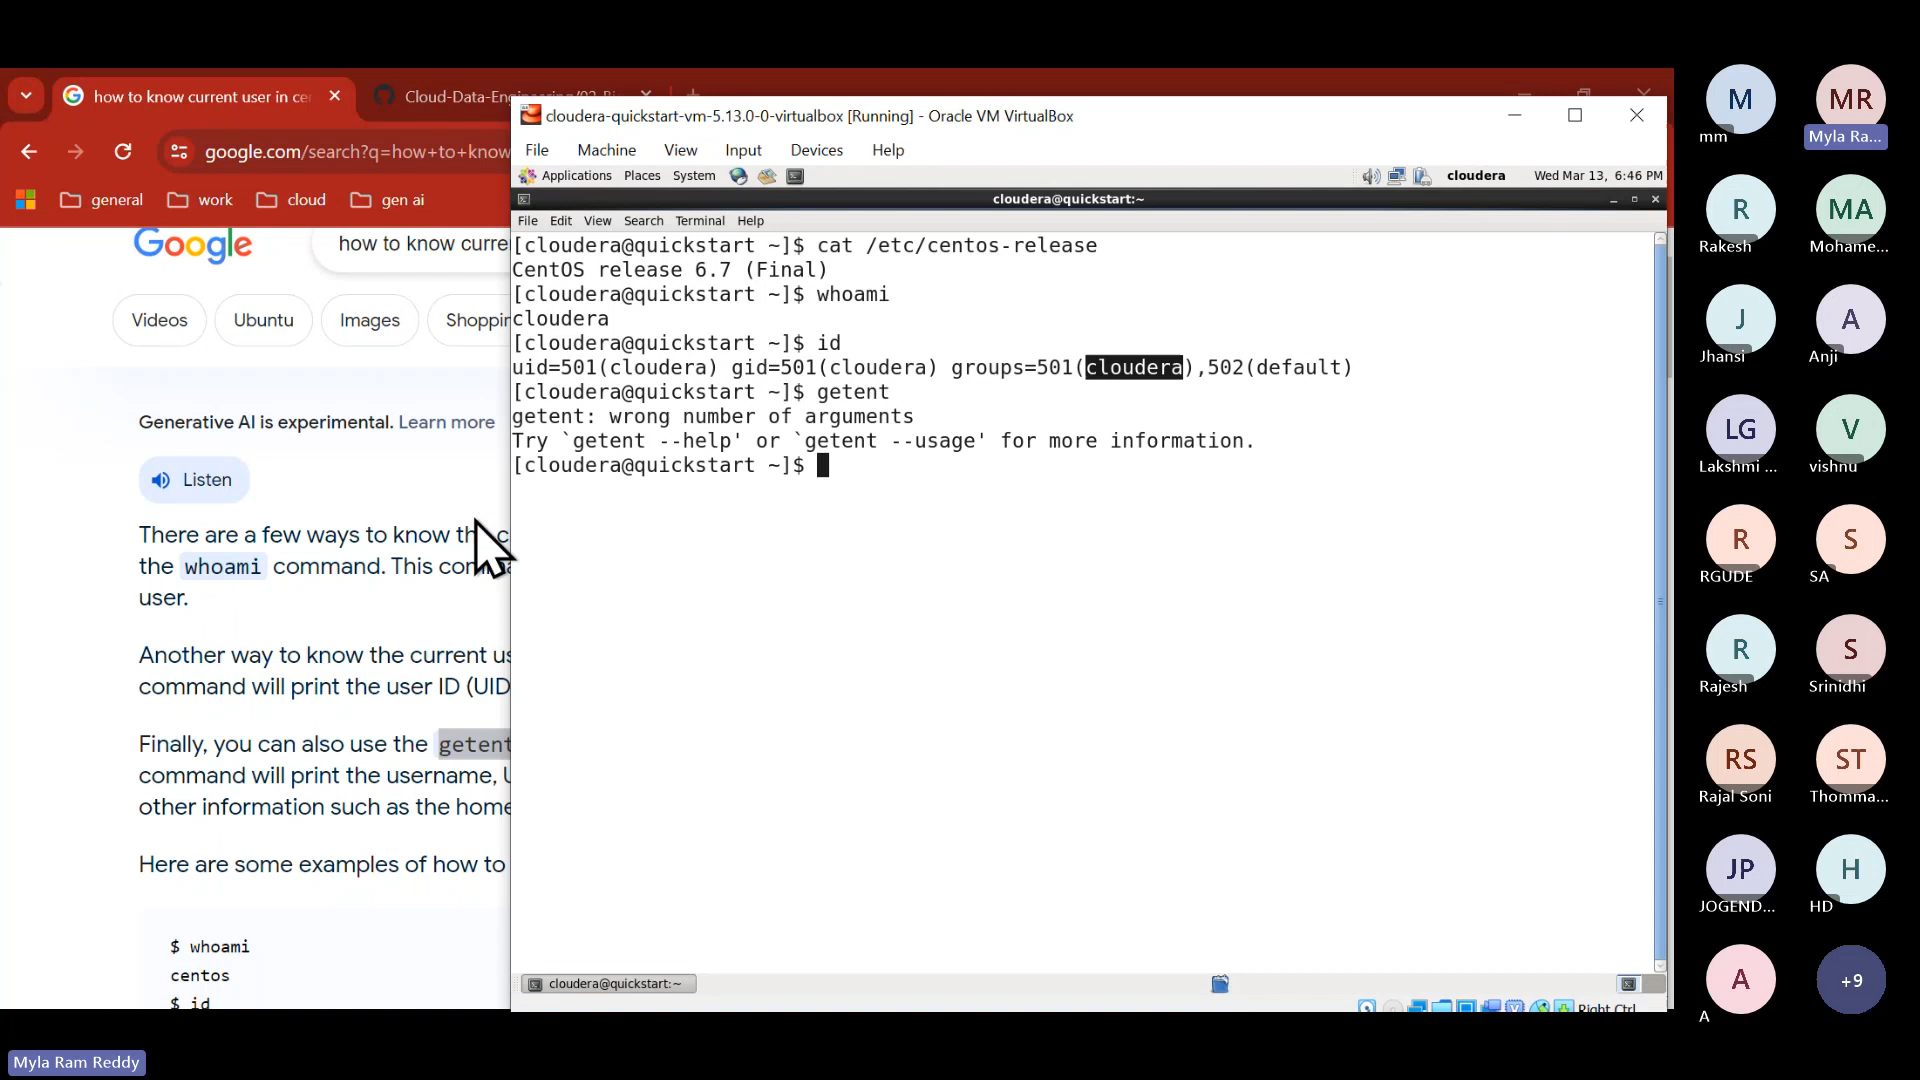 how to know current user in ce
Cloud-Data-Engineering/02-Bi
google.com/search?q=how+to+know
general
work
cloud
gen ai
Google
how to know curre
Videos
Ubuntu
Images
Shoppin
Generative AI is experimental. Learn more
Listen
There are a few ways to know the c
the whoami command. This comma
user.
Another way to know the current us
command will print the user ID (UID
Finally, you can also use the getent
command will print the username, U
other information such as the home
Here are some examples of how to
$ whoami
centos
$ id
cloudera-quickstart-vm-5.13.0-0-virtualbox [Running] - Oracle VM VirtualBox
File Machine View Input Devices Help
Applications Places System
cloudera
Wed Mar 13, 6:46 PM
cloudera@quickstart:~
File Edit View Search Terminal Help
[cloudera@quickstart ~]$ cat /etc/centos-release
CentOS release 6.7 (Final)
[cloudera@quickstart ~]$ whoami
cloudera
[cloudera@quickstart ~]$ id
uid=501(cloudera) gid=501(cloudera) groups=501(cloudera),502(default)
[cloudera@quickstart ~]$ getent
getent: wrong number of arguments
Try `getent --help' or `getent --usage' for more information.
[cloudera@quickstart ~]$
cloudera@quickstart:~
Right Ctrl
M
mm
MR
Myla Ra...
R
Rakesh
MA
Mohame...
J
Jhansi
A
Anji
LG
Lakshmi ...
V
vishnu
R
RGUDE
S
SA
R
Rajesh
S
Srinidhi
RS
Rajal Soni
ST
Thomma...
JP
JOGEND...
H
HD
A
A
+9
Myla Ram Reddy